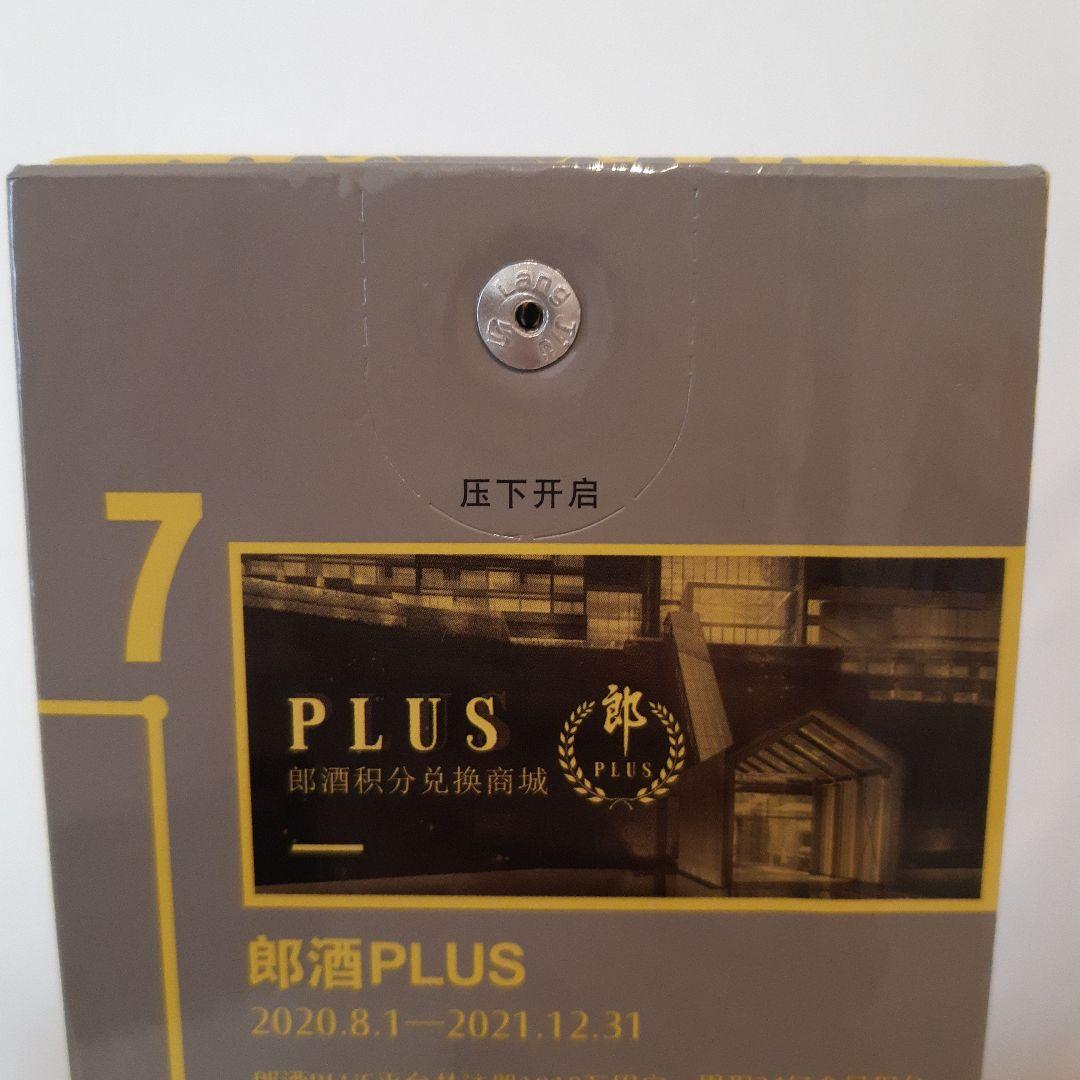 Lang Jiu
压下开启
7
PLUS
郎酒积分兑换商城
郎
PLUS
郎酒PLUS
2020.8.1—2021.12.31